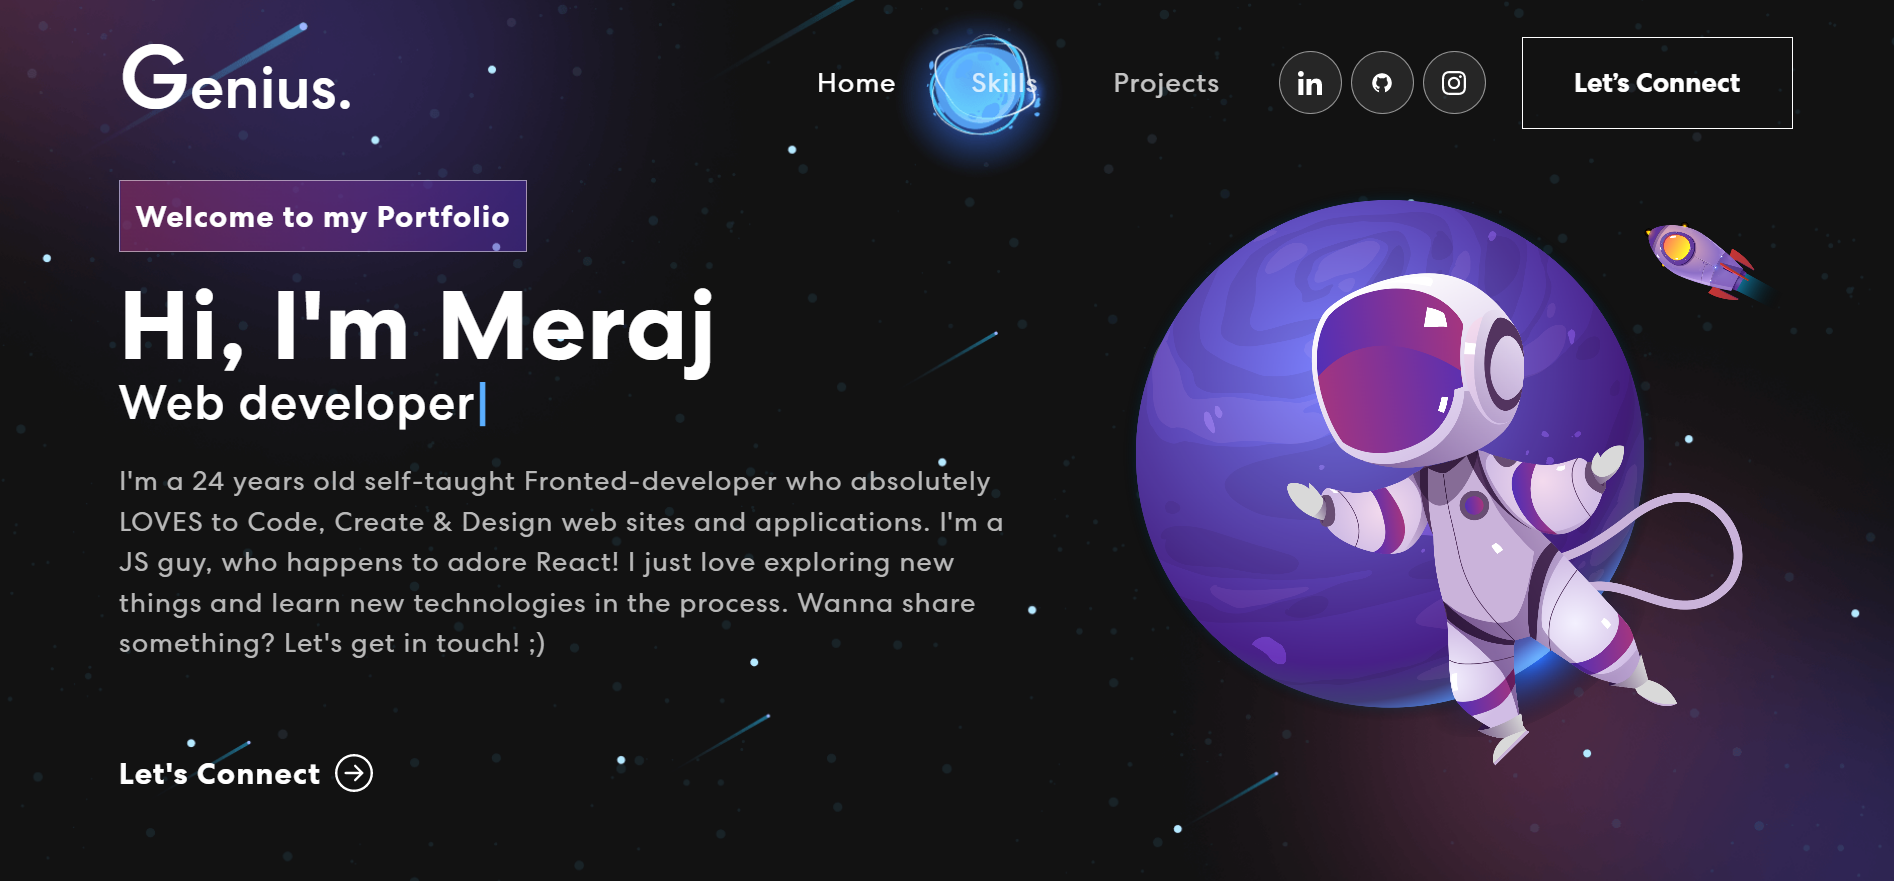 Genius.
Home Skills Projects Let's Connect
Welcome to my Portfolio
Hi, I'm Meraj
Web developer|
I'm a 24 years old self-taught Fronted-developer who absolutely
LOVES to Code, Create & Design web sites and applications. I'm a
JS guy, who happens to adore React! I just love exploring new
things and learn new technologies in the process. Wanna share
something? Let's get in touch! ;)
Let's Connect